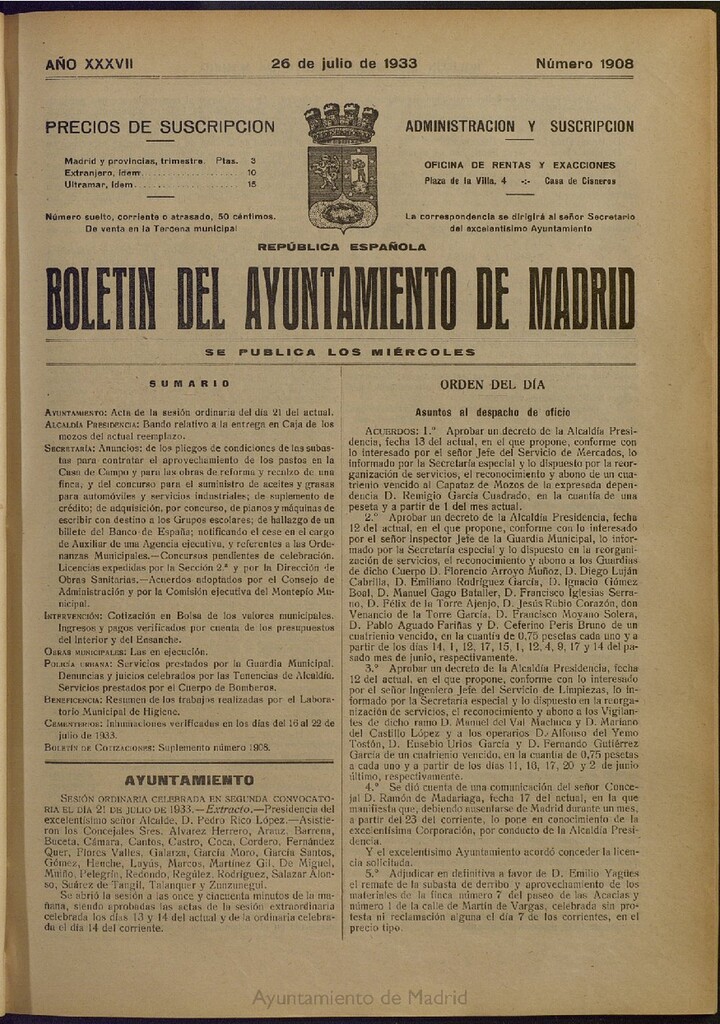 AÑO XXXVII 26 de julio de 1933 Número 1908
PRECIOS DE SUSCRIPCION
Madrid y provincias, trimestre. Ptas. 3
Extranjero, idem. 10
Ultramar, idem. 15
Número suelto, corriente o atrasado, 50 céntimos.
De venta en la Tercena municipal
ADMINISTRACION Y SUSCRIPCION
OFICINA DE RENTAS Y EXACCIONES
Plaza de la Villa, 4 -:- Casa de Cisneros
La correspondencia se dirigirá al señor Secretario
del excelentísimo Ayuntamiento
REPÚBLICA ESPAÑOLA
BOLETIN DEL AYUNTAMIENTO DE MADRID
SE PUBLICA LOS MIÉRCOLES
SUMARIO
AYUNTAMIENTO: Acta de la sesión ordinaria del día 21 del actual.
ALCALDÍA PRESIDENCIA: Bando relativo a la entrega en Caja de los
mozos del actual reemplazo.
SECRETARÍA: Anuncios: de los pliegos de condiciones de las subas-
tas para contratar el aprovechamiento de los pastos en la
Casa de Campo y para las obras de reforma y recalzo de una
finca, y del concurso para el suministro de aceites y grasas
para automóviles y servicios industriales; de suplemento de
crédito; de adquisición, por concurso, de pianos y máquinas de
escribir con destino a los Grupos escolares; de hallazgo de un
billete del Banco de España; notificando el cese en el cargo
de Auxiliar de una Agencia ejecutiva, y referentes a las Orde-
nanzas Municipales.—Concursos pendientes de celebración.
Licencias expedidas por la Sección 2.ª y por la Dirección de
Obras Sanitarias.—Acuerdos adoptados por el Consejo de
Administración y por la Comisión ejecutiva del Montepío Mu-
nicipal.
INTERVENCIÓN: Cotización en Bolsa de los valores municipales.
Ingresos y pagos verificados por cuenta de los presupuestos
del Interior y del Ensanche.
OBRAS MUNICIPALES: Las en ejecución.
POLICÍA URBANA: Servicios prestados por la Guardia Municipal.
Denuncias y juicios celebrados por las Tenencias de Alcaldía.
Servicios prestados por el Cuerpo de Bomberos.
BENEFICENCIA: Resumen de los trabajos realizados por el Labora-
torio Municipal de Higiene.
CEMENTERIOS: Inhumaciones verificadas en los días del 16 al 22 de
julio de 1933.
BOLETÍN DE COTIZACIONES: Suplemento número 1908.
AYUNTAMIENTO
SESIÓN ORDINARIA CELEBRADA EN SEGUNDA CONVOCATO-
RIA EL DÍA 21 DE JULIO DE 1933.—Extracto.—Presidencia del
excelentísimo señor Alcalde, D. Pedro Rico López.—Asistie-
ron los Concejales Sres. Alvarez Herrero, Arauz, Barrena,
Buceta, Cámara, Cantos, Castro, Coca, Cordero, Fernández
Quer, Flores Valles, Galarza, García Moro, García Santos,
Gómez, Henche, Layús, Marcos, Martínez Gil, De Miguel,
Muiño, Pelegrín, Redondo, Regúlez, Rodríguez, Salazar Alon-
so, Suárez de Tangil, Talanquer y Zunzunegui.
Se abrió la sesión a las once y cincuenta minutos de la ma-
ñana, siendo aprobadas las actas de la sesión extraordinaria
celebrada los días 13 y 14 del actual y de la ordinaria celebra-
da el día 14 del corriente.
ORDEN DEL DÍA
Asuntos al despacho de oficio
ACUERDOS: 1.º Aprobar un decreto de la Alcaldía Presi-
dencia, fecha 13 del actual, en el que propone, conforme con
lo interesado por el señor Jefe del Servicio de Mercados, lo
informado por la Secretaría especial y lo dispuesto por la reor-
ganización de servicios, el reconocimiento y abono de un cua-
trienio vencido al Capataz de Mozos de la expresada depen-
dencia D. Remigio García Cuadrado, en la cuantía de una
peseta y a partir de 1 del mes actual.
2.º Aprobar un decreto de la Alcaldía Presidencia, fecha
12 del actual, en el que propone, conforme con lo interesado
por el señor Inspector Jefe de la Guardia Municipal, lo infor-
mado por la Secretaría especial y lo dispuesto en la reorgani-
zación de servicios, el reconocimiento y abono a los Guardias
de dicho Cuerpo D. Florencio Arroyo Muñoz, D. Diego Luján
Cabrilla, D. Emiliano Rodríguez García, D. Ignacio Gómez
Boal, D. Manuel Gago Bataller, D. Francisco Iglesias Serra-
no, D. Félix de la Torre Ajenjo, D. Jesús Rubio Corazón, don
Venancio de la Torre García, D. Francisco Moyano Solera,
D. Pablo Aguado Fariñas y D. Ceferino Peris Bruno de un
cuatrienio vencido, en la cuantía de 0,75 pesetas cada uno y a
partir de los días 14, 1, 12, 17, 15, 1, 12, 4, 9, 17 y 14 del pa-
sado mes de junio, respectivamente.
3.º Aprobar un decreto de la Alcaldía Presidencia, fecha
12 del actual, en el que propone, conforme con lo interesado
por el señor Ingeniero Jefe del Servicio de Limpiezas, lo in-
formado por la Secretaría especial y lo dispuesto en la reorga-
nización de servicios, el reconocimiento y abono a los Vigilan-
tes de dicho ramo D. Manuel del Val Machuca y D. Mariano
del Castillo López y a los operarios D. Alfonso del Yemo
Tostón, D. Eusebio Urios García y D. Fernando Gutiérrez
García de un cuatrienio vencido, en la cuantía de 0,75 pesetas
a cada uno y a partir de los días 11, 16, 17, 20 y 2 de junio
último, respectivamente.
4.º Se dió cuenta de una comunicación del señor Conce-
jal D. Ramón de Madariaga, fecha 17 del actual, en la que
manifiesta que, debiendo ausentarse de Madrid durante un mes,
a partir del 23 del corriente, lo pone en conocimiento de la
excelentísima Corporación, por conducto de la Alcaldía Presi-
dencia.
Y el excelentísimo Ayuntamiento acordó conceder la licen-
cia solicitada.
5.º Adjudicar en definitiva a favor de D. Emilio Yagües
el remate de la subasta de derribo y aprovechamiento de los
materiales de la finca número 7 del paseo de las Acacias y
número 1 de la calle de Martín de Vargas, celebrada sin pro-
testa ni reclamación alguna el día 7 de los corrientes, en el
precio tipo.
Ayuntamiento de Madrid